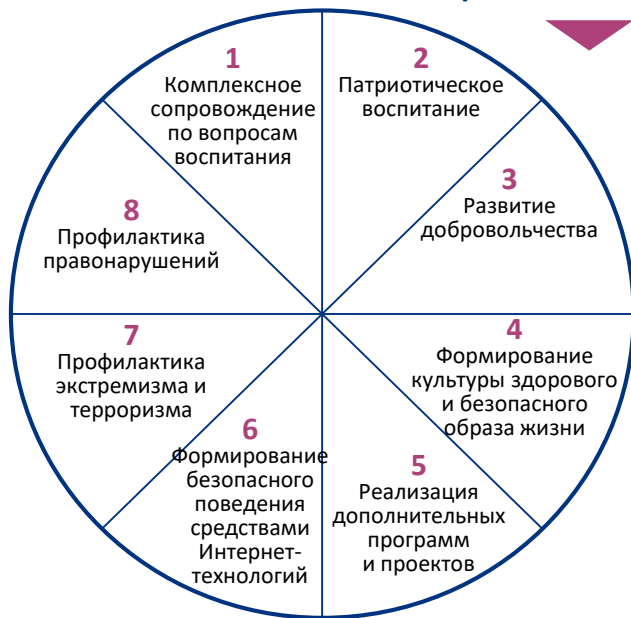 1
Комплексное
сопровождение
по вопросам
воспитания
2
Патриотическое
воспитание
3
Развитие
добровольчества
4
Формирование
культуры здорового
и безопасного
образа жизни
5
Реализация
дополнительных
программ
и проектов
6
Формирование
безопасного
поведения
средствами
Интернет-
технологий
7
Профилактика
экстремизма и
терроризма
8
Профилактика
правонарушений